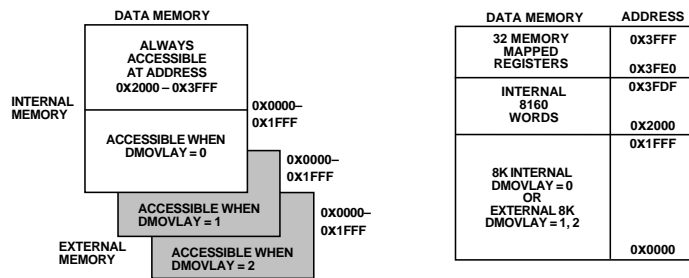 DATA MEMORY
ALWAYS
ACCESSIBLE
AT ADDRESS
0X2000 – 0X3FFF
INTERNAL
MEMORY
0X0000–
0X1FFF
ACCESSIBLE WHEN
DMOVLAY = 0
0X0000–
0X1FFF
ACCESSIBLE WHEN
DMOVLAY = 1
0X0000–
0X1FFF
EXTERNAL
MEMORY
ACCESSIBLE WHEN
DMOVLAY = 2
DATA MEMORY ADDRESS
32 MEMORY
MAPPED
REGISTERS
0X3FFF
0X3FE0
INTERNAL
8160
WORDS
0X3FDF
0X2000
8K INTERNAL
DMOVLAY = 0
OR
EXTERNAL 8K
DMOVLAY = 1, 2
0X1FFF
0X0000